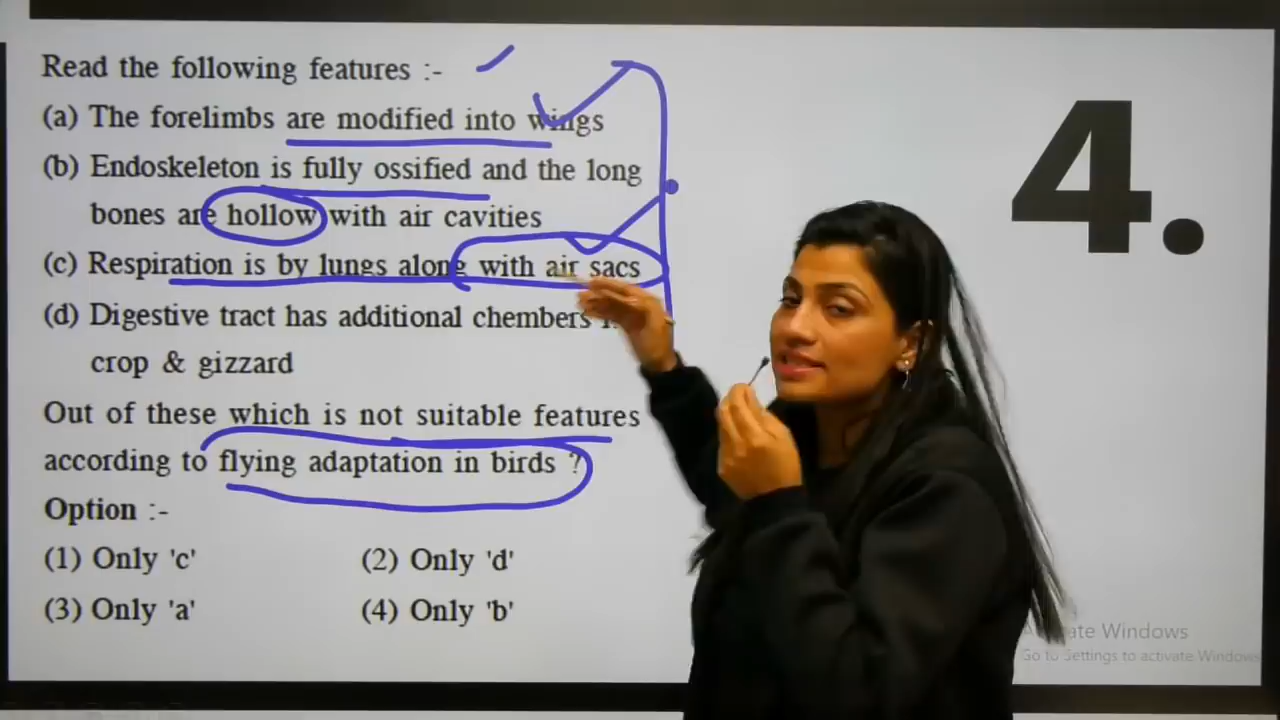 Read the following features :-
(a) The forelimbs are modified into wings
(b) Endoskeleton is fully ossified and the long
bones are hollow with air cavities
(c) Respiration is by lungs along with air sacs
(d) Digestive tract has additional chembers
crop & gizzard
Out of these which is not suitable features
according to flying adaptation in birds ?
Option :-
(1) Only 'c'
(2) Only 'd'
(3) Only 'a'
(4) Only 'b'
4.
Activate Windows
Go to Settings to activate Windows